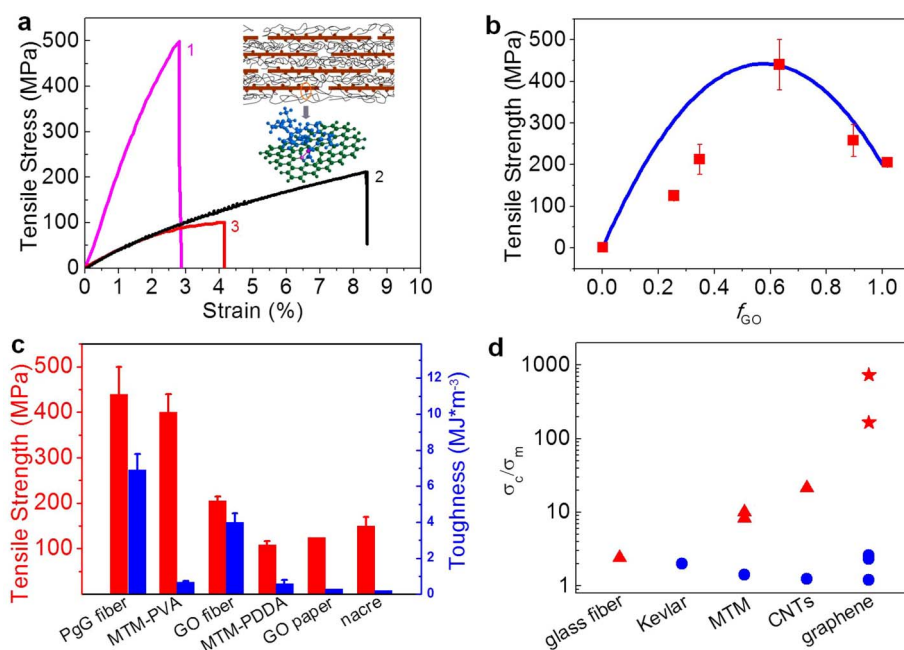 a
Tensile Stress (MPa)
500
400
300
200
100
0
1
2
3
0 1 2 3 4 5 6 7 8 9 10
Strain (%)
b
Tensile Strength (MPa)
500
400
300
200
100
0
0.0 0.2 0.4 0.6 0.8 1.0
fGO
c
Tensile Strength (MPa)
500
400
300
200
100
Toughness (MJ*m-3)
12
10
8
6
4
2
0
PgG fiber
MTM-PVA
GO fiber
MTM-PDDA
GO paper
nacre
d
σc/σm
1000
100
10
1
glass fiber
Kevlar
MTM
CNTs
graphene